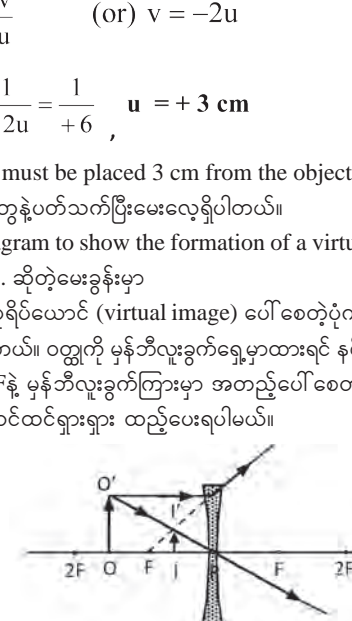 v
u
(or) v = −2u
1
2u
=
1
+6
,
u = + 3 cm
must be placed 3 cm from the object
တွေနဲ့ပတ်သက်ပြီးမေးလေ့ရှိပါတယ်။
gram to show the formation of a virtu
. ဆိုတဲ့မေးခွန်းမှာ
ရိပ်ယောင် (virtual image) ပေါ်စေတဲ့ပုံ
တယ်။ ဝတ္ထုကို မှန်ဘီလူးခွက်ရှေ့မှာထားရင်
F နဲ့ မှန်ဘီလူးခွက်ကြားမှာ အတည့်ပေါ်စေတ
င်ထင်ရှားရှား ထည့်ပေးရပါမယ်။
O'
I'
2F O F I F 2F